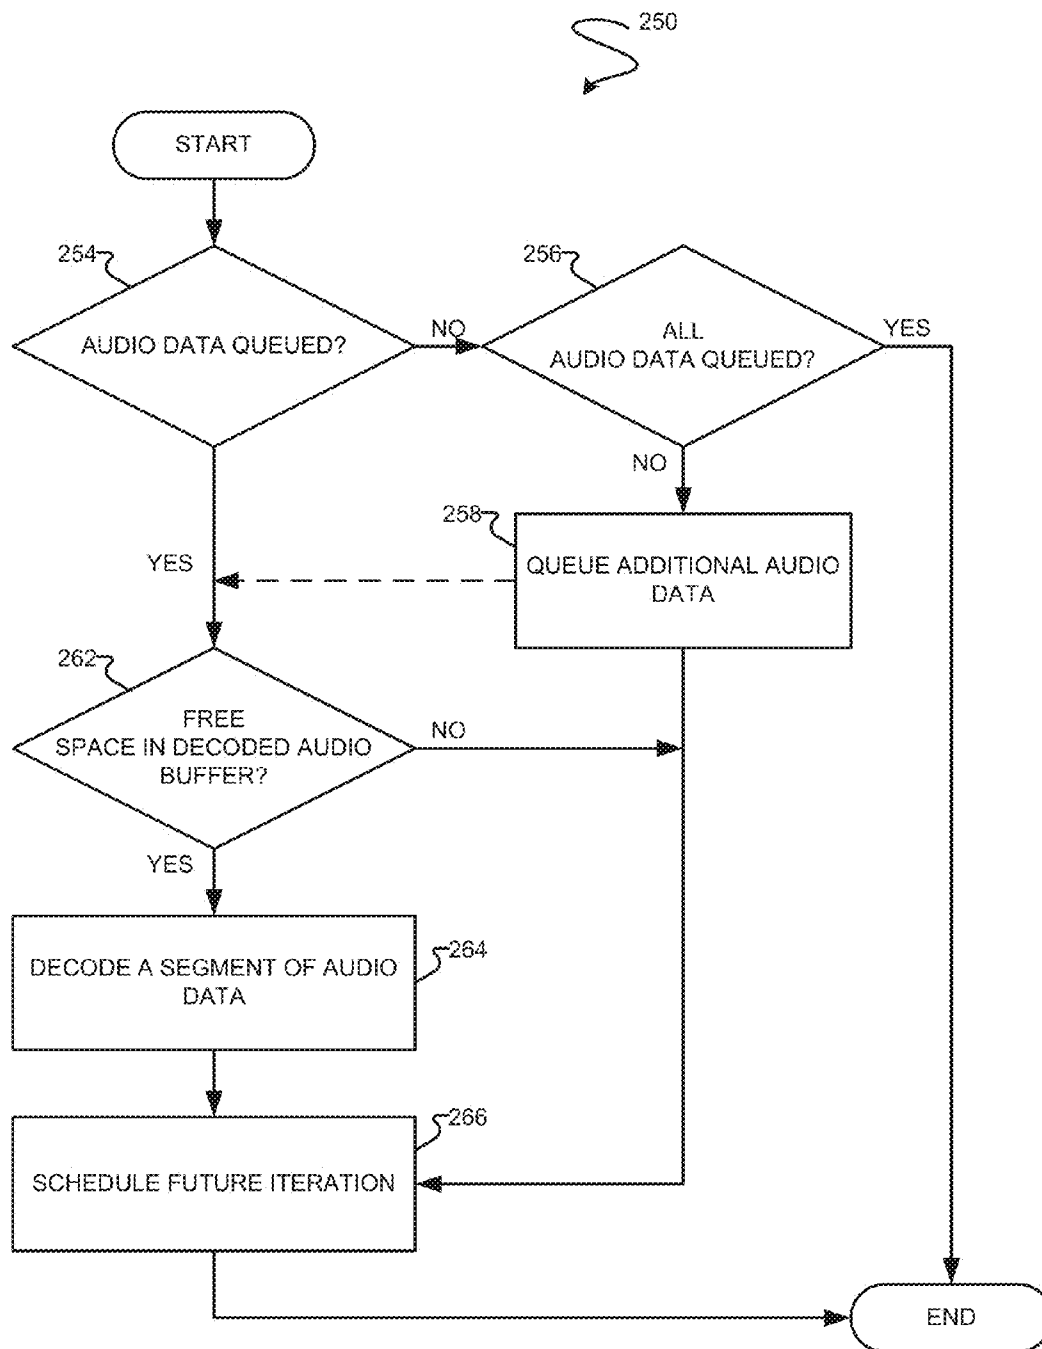 250
START
254
AUDIO DATA QUEUED?
NO
256
ALL
AUDIO DATA QUEUED?
YES
NO
258
QUEUE ADDITIONAL AUDIO
DATA
YES
262
FREE
SPACE IN DECODED AUDIO
BUFFER?
NO
YES
264
DECODE A SEGMENT OF AUDIO
DATA
266
SCHEDULE FUTURE ITERATION
END